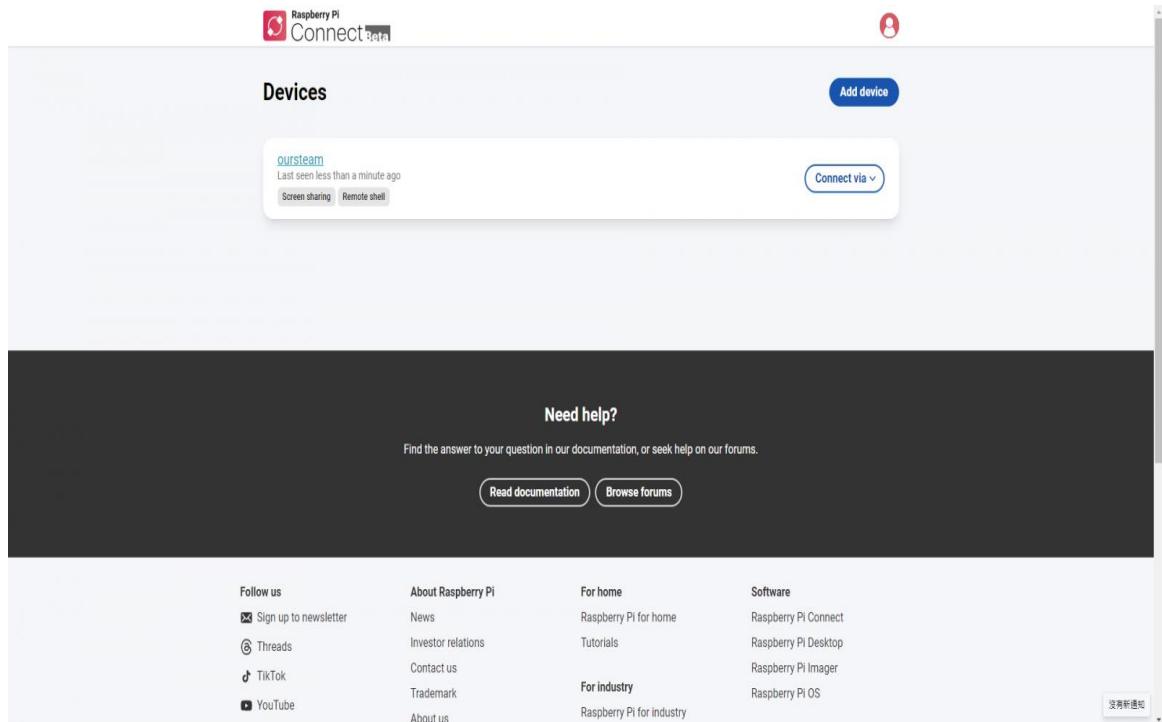 Raspberry Pi
Connect Beta
Devices
Add device
oursteam
Last seen less than a minute ago
Screen sharing
Remote shell
Connect via
Need help?
Find the answer to your question in our documentation, or seek help on our forums.
Read documentation
Browse forums
Follow us
Sign up to newsletter
Threads
TikTok
YouTube
About Raspberry Pi
News
Investor relations
Contact us
Trademark
About us
For home
Raspberry Pi for home
Tutorials
For industry
Raspberry Pi for industry
Software
Raspberry Pi Connect
Raspberry Pi Desktop
Raspberry Pi Imager
Raspberry Pi OS
沒有新通知